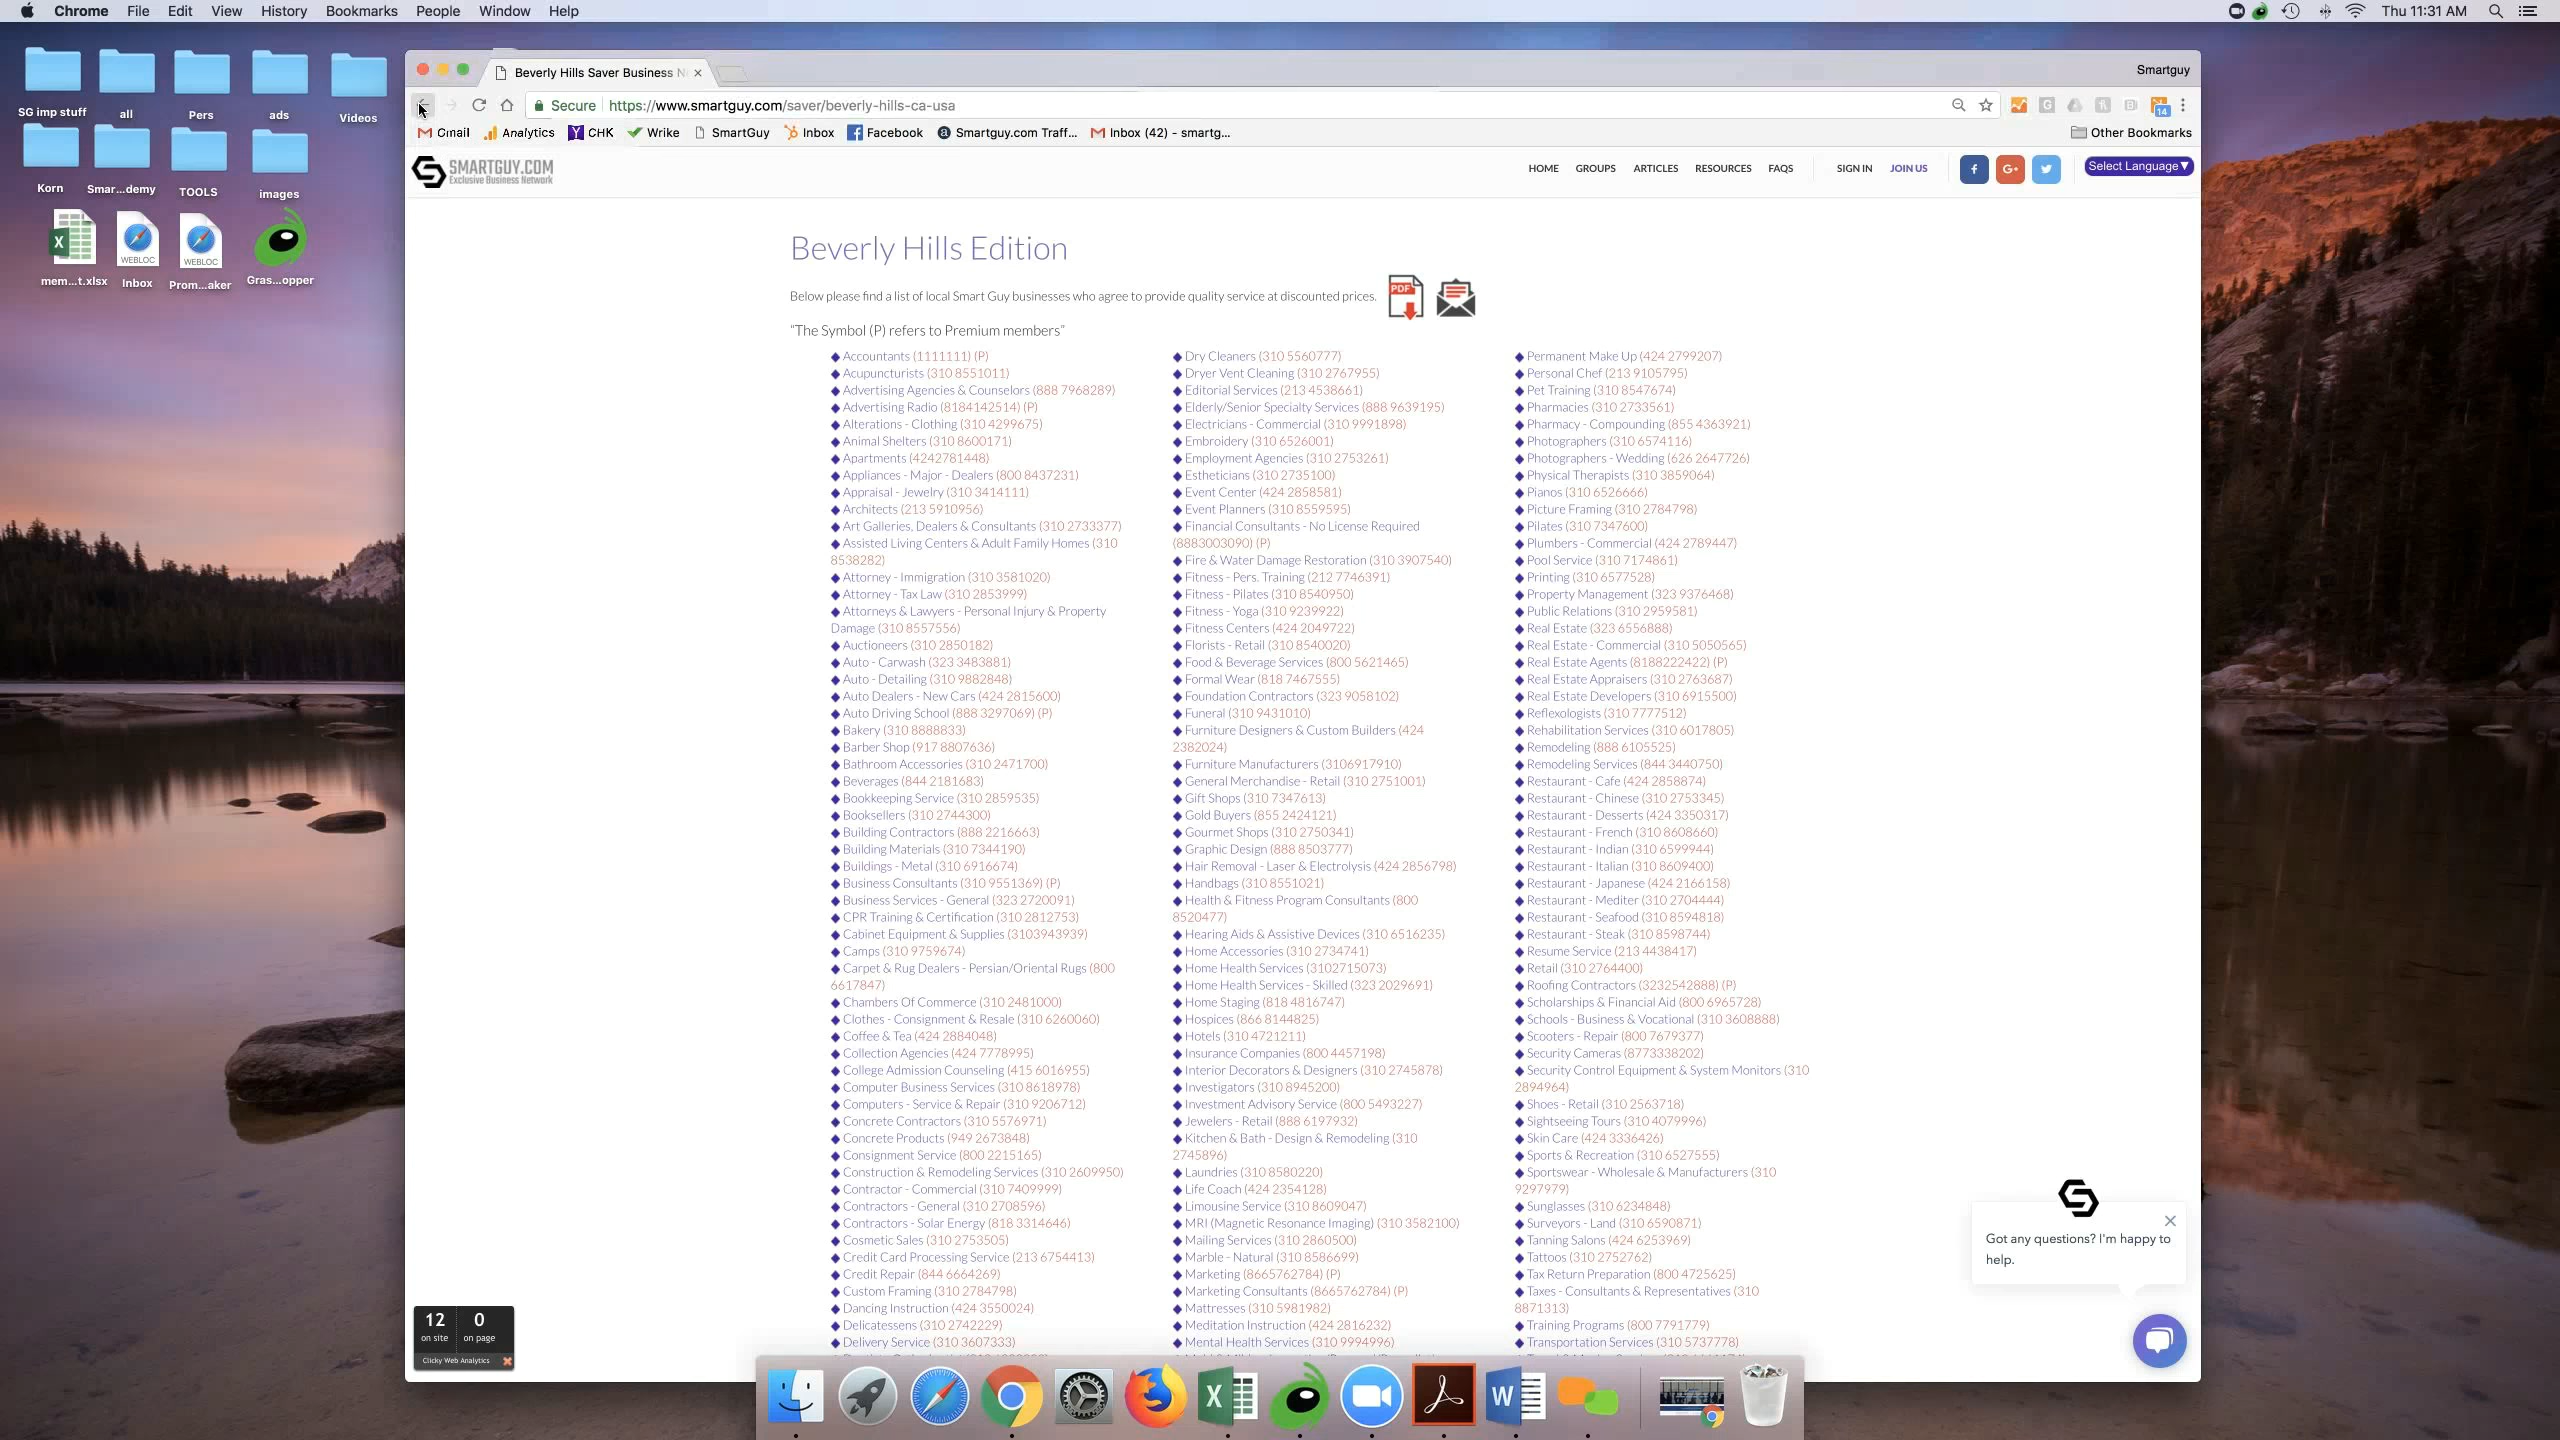 Chrome File Edit View History Bookmarks People Window Help
Thu 11:31 AM
SG imp stuff
all
Pers
ads
Videos
Korn
Smar...demy
TOOLS
images
WEBLOC
WEBLOC
mem...t.xlsx
Inbox
Prom...aker
Gras...opper
Beverly Hills Saver Business N
Smartguy
Secure https://www.smartguy.com/saver/beverly-hills-ca-usa
14
Gmail Analytics CHK Wrike SmartGuy Inbox Facebook Smartguy.com Traff... Inbox (42) - smartg...
Other Bookmarks
SMARTGUY.COM
Exclusive Business Network
HOME GROUPS ARTICLES RESOURCES FAQS SIGN IN JOIN US
Select Language▼
Beverly Hills Edition
Below please find a list of local Smart Guy businesses who agree to provide quality service at discounted prices.
PDF
"The Symbol (P) refers to Premium members"
Accountants (1111111) (P)
Acupuncturists (310 8551011)
Advertising Agencies & Counselors (888 7968289)
Advertising Radio (8184142514) (P)
Alterations - Clothing (310 4299675)
Animal Shelters (310 8600171)
Apartments (4242781448)
Appliances - Major - Dealers (800 8437231)
Appraisal - Jewelry (310 3414111)
Architects (213 5910956)
Art Galleries, Dealers & Consultants (310 2733377)
Assisted Living Centers & Adult Family Homes (310
8538282)
Attorney - Immigration (310 3581020)
Attorney - Tax Law (310 2853999)
Attorneys & Lawyers - Personal Injury & Property
Damage (310 8557556)
Auctioneers (310 2850182)
Auto - Carwash (323 3483881)
Auto - Detailing (310 9882848)
Auto Dealers - New Cars (424 2815600)
Auto Driving School (888 3297069) (P)
Bakery (310 8888833)
Barber Shop (917 8807636)
Bathroom Accessories (310 2471700)
Beverages (844 2181683)
Bookkeeping Service (310 2859535)
Booksellers (310 2744300)
Building Contractors (888 2216663)
Building Materials (310 7344190)
Buildings - Metal (310 6916674)
Business Consultants (310 9551369) (P)
Business Services - General (323 2720091)
CPR Training & Certification (310 2812753)
Cabinet Equipment & Supplies (3103943939)
Camps (310 9759674)
Carpet & Rug Dealers - Persian/Oriental Rugs (800
6617847)
Chambers Of Commerce (310 2481000)
Clothes - Consignment & Resale (310 6260060)
Coffee & Tea (424 2884048)
Collection Agencies (424 7778995)
College Admission Counseling (415 6016955)
Computer Business Services (310 8618978)
Computers - Service & Repair (310 9206712)
Concrete Contractors (310 5576971)
Concrete Products (949 2673848)
Consignment Service (800 2215165)
Construction & Remodeling Services (310 2609950)
Contractor - Commercial (310 7409999)
Contractors - General (310 2708596)
Contractors - Solar Energy (818 3314646)
Cosmetic Sales (310 2753505)
Credit Card Processing Service (213 6754413)
Credit Repair (844 6664269)
Custom Framing (310 2784798)
Dancing Instruction (424 3550024)
Delicatessens (310 2742229)
Delivery Service (310 3607333)
Dry Cleaners (310 5560777)
Dryer Vent Cleaning (310 2767955)
Editorial Services (213 4538661)
Elderly/Senior Specialty Services (888 9639195)
Electricians - Commercial (310 9991898)
Embroidery (310 6526001)
Employment Agencies (310 2753261)
Estheticians (310 2735100)
Event Center (424 2858581)
Event Planners (310 8559595)
Financial Consultants - No License Required
(8883003090) (P)
Fire & Water Damage Restoration (310 3907540)
Fitness - Pers. Training (212 7746391)
Fitness - Pilates (310 8540950)
Fitness - Yoga (310 9239922)
Fitness Centers (424 2049722)
Florists - Retail (310 8540020)
Food & Beverage Services (800 5621465)
Formal Wear (818 7467555)
Foundation Contractors (323 9058102)
Funeral (310 9431010)
Furniture Designers & Custom Builders (424
2382024)
Furniture Manufacturers (3106917910)
General Merchandise - Retail (310 2751001)
Gift Shops (310 7347613)
Gold Buyers (855 2424121)
Gourmet Shops (310 2750341)
Graphic Design (888 8503777)
Hair Removal - Laser & Electrolysis (424 2856798)
Handbags (310 8551021)
Health & Fitness Program Consultants (800
8520477)
Hearing Aids & Assistive Devices (310 6516235)
Home Accessories (310 2734741)
Home Health Services (3102715073)
Home Health Services - Skilled (323 2029691)
Home Staging (818 4816747)
Hospices (866 8144825)
Hotels (310 4721211)
Insurance Companies (800 4457198)
Interior Decorators & Designers (310 2745878)
Investigators (310 8945200)
Investment Advisory Service (800 5493227)
Jewelers - Retail (888 6197932)
Kitchen & Bath - Design & Remodeling (310
2745896)
Laundries (310 8580220)
Life Coach (424 2354128)
Limousine Service (310 8609047)
MRI (Magnetic Resonance Imaging) (310 3582100)
Mailing Services (310 2860500)
Marble - Natural (310 8586699)
Marketing (8665762784) (P)
Marketing Consultants (8665762784) (P)
Mattresses (310 5981982)
Meditation Instruction (424 2816232)
Mental Health Services (310 9994996)
Permanent Make Up (424 2799207)
Personal Chef (213 9105795)
Pet Training (310 8547674)
Pharmacies (310 2733561)
Pharmacy - Compounding (855 4363921)
Photographers (310 6574116)
Photographers - Wedding (626 2647726)
Physical Therapists (310 3859064)
Pianos (310 6526666)
Picture Framing (310 2784798)
Pilates (310 7347600)
Plumbers - Commercial (424 2789447)
Pool Service (310 7174861)
Printing (310 6577528)
Property Management (323 9376468)
Public Relations (310 2959581)
Real Estate (323 6556888)
Real Estate - Commercial (310 5050565)
Real Estate Agents (8188222422) (P)
Real Estate Appraisers (310 2763687)
Real Estate Developers (310 6915500)
Reflexologists (310 7777512)
Rehabilitation Services (310 6017805)
Remodeling (888 6105525)
Remodeling Services (844 3440750)
Restaurant - Cafe (424 2858874)
Restaurant - Chinese (310 2753345)
Restaurant - Desserts (424 3350317)
Restaurant - French (310 8608660)
Restaurant - Indian (310 6599944)
Restaurant - Italian (310 8609400)
Restaurant - Japanese (424 2166158)
Restaurant - Mediter (310 2704444)
Restaurant - Seafood (310 8594818)
Restaurant - Steak (310 8598744)
Resume Service (213 4438417)
Retail (310 2764400)
Roofing Contractors (3232542888) (P)
Scholarships & Financial Aid (800 6965728)
Schools - Business & Vocational (310 3608888)
Scooters - Repair (800 7679377)
Security Cameras (8773338202)
Security Control Equipment & System Monitors (310
2894964)
Shoes - Retail (310 2563718)
Sightseeing Tours (310 4079996)
Skin Care (424 3336426)
Sports & Recreation (310 6527555)
Sportswear - Wholesale & Manufacturers (310
9297979)
Sunglasses (310 6234848)
Surveyors - Land (310 6590871)
Tanning Salons (424 6253969)
Tattoos (310 2752762)
Tax Return Preparation (800 4725625)
Taxes - Consultants & Representatives (310
8871313)
Training Programs (800 7791779)
Transportation Services (310 5737778)
Got any questions? I'm happy to
help.
12 0
on site on page
Clicky Web Analytics